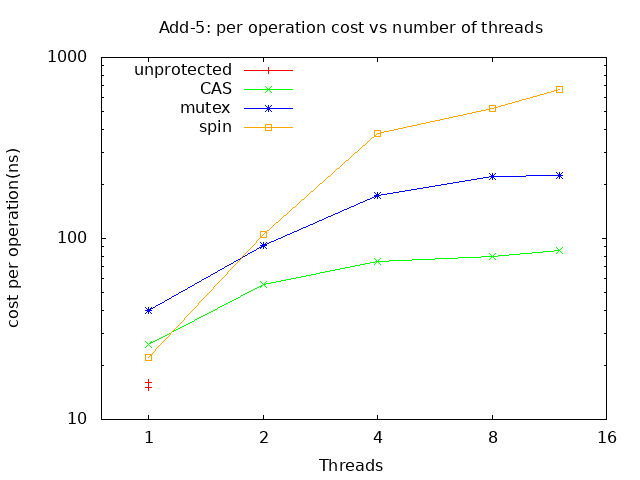 Add-5: per operation cost vs number of threads
1000
unprotected
CAS
mutex
spin
cost per operation(ns)
100
10
1 2 4 8 16
Threads